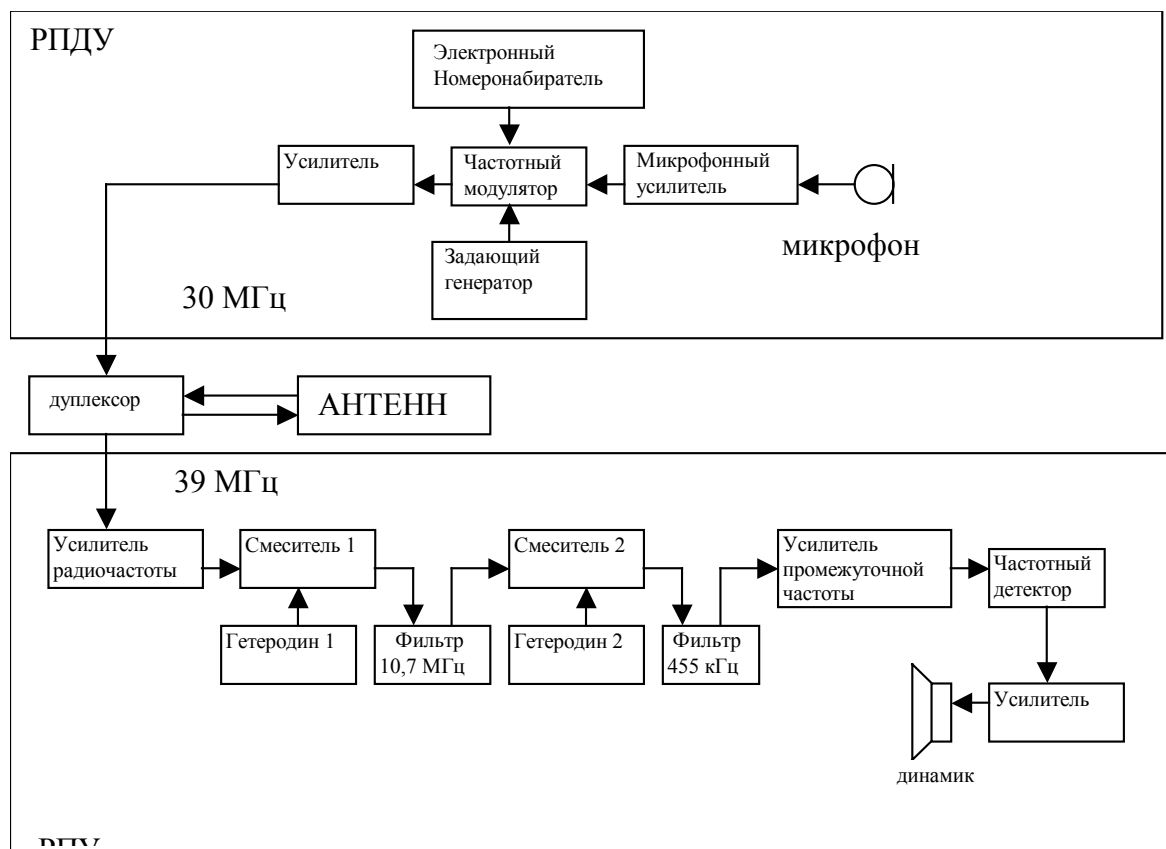 РПДУ
Электронный
Номеронабиратель
Усилитель
Частотный
модулятор
Микрофонный
усилитель
микрофон
Задающий
генератор
30 МГц
дуплексор
АНТЕНН
39 МГц
Усилитель
радиочастоты
Смеситель 1
Смеситель 2
Усилитель
промежуточной
частоты
Частотный
детектор
Гетеродин 1
Фильтр
10,7 МГц
Гетеродин 2
Фильтр
455 кГц
Усилитель
динамик
РПУ